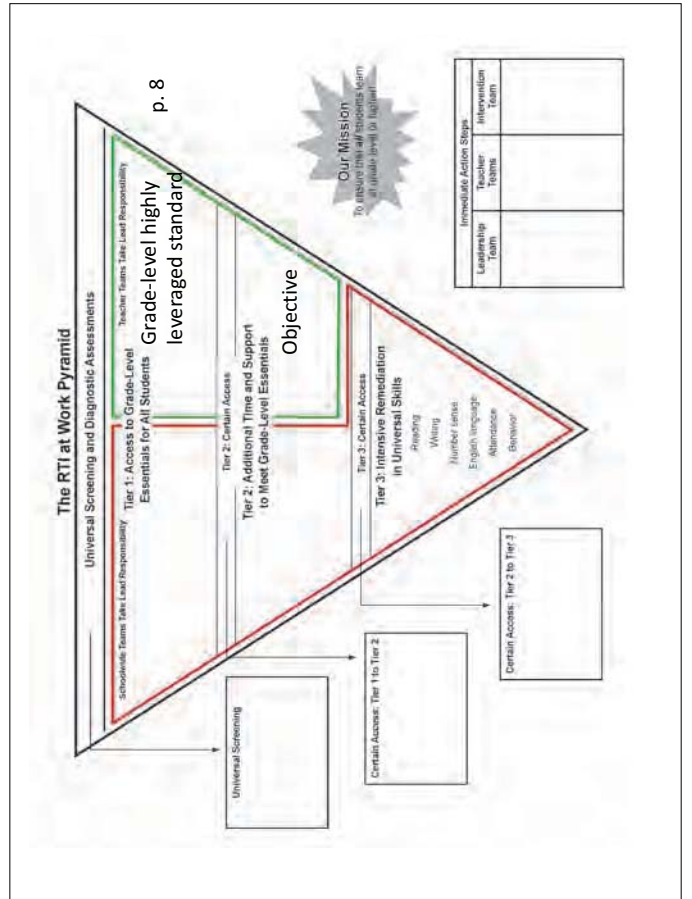 The RTI at Work Pyramid
Universal Screening and Diagnostic Assessments
Schoolwide Teams Take Lead Responsibility
Teacher Teams Take Lead Responsibility
Tier 1: Access to Grade-Level
Essentials for All Students
Grade-level highly
leveraged standard
p. 8
Tier 2: Certain Access
Tier 2: Additional Time and Support
to Meet Grade-Level Essentials
Objective
Tier 3: Certain Access
Tier 3: Intensive Remediation
in Universal Skills
Reading
Writing
Number sense
English language
Attendance
Behavior
Universal Screening
Certain Access: Tier 1 to Tier 2
Certain Access: Tier 2 to Tier 3
Our Mission
To ensure that all students learn
at grade level or higher!
Immediate Action Steps
Leadership
Team
Teacher
Teams
Intervention
Team